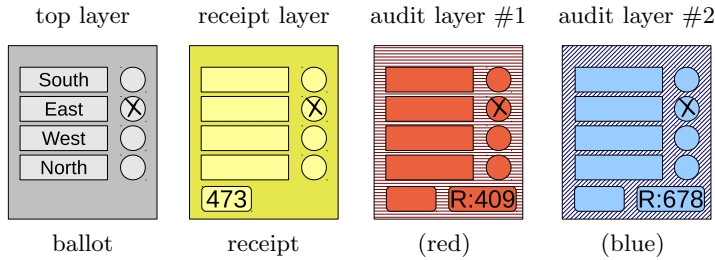 top layer receipt layer audit layer #1 audit layer #2
South
East
West
North
473 R:409 R:678
ballot receipt (red) (blue)